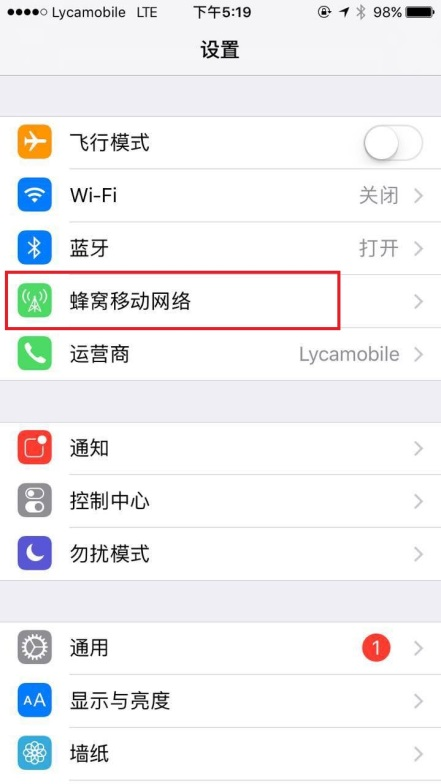 Lycamobile LTE 下午5:19 98%
设置
飞行模式
Wi-Fi 关闭
蓝牙 打开
蜂窝移动网络
运营商 Lycamobile
通知
控制中心
勿扰模式
通用 1
AA 显示与亮度
墙纸